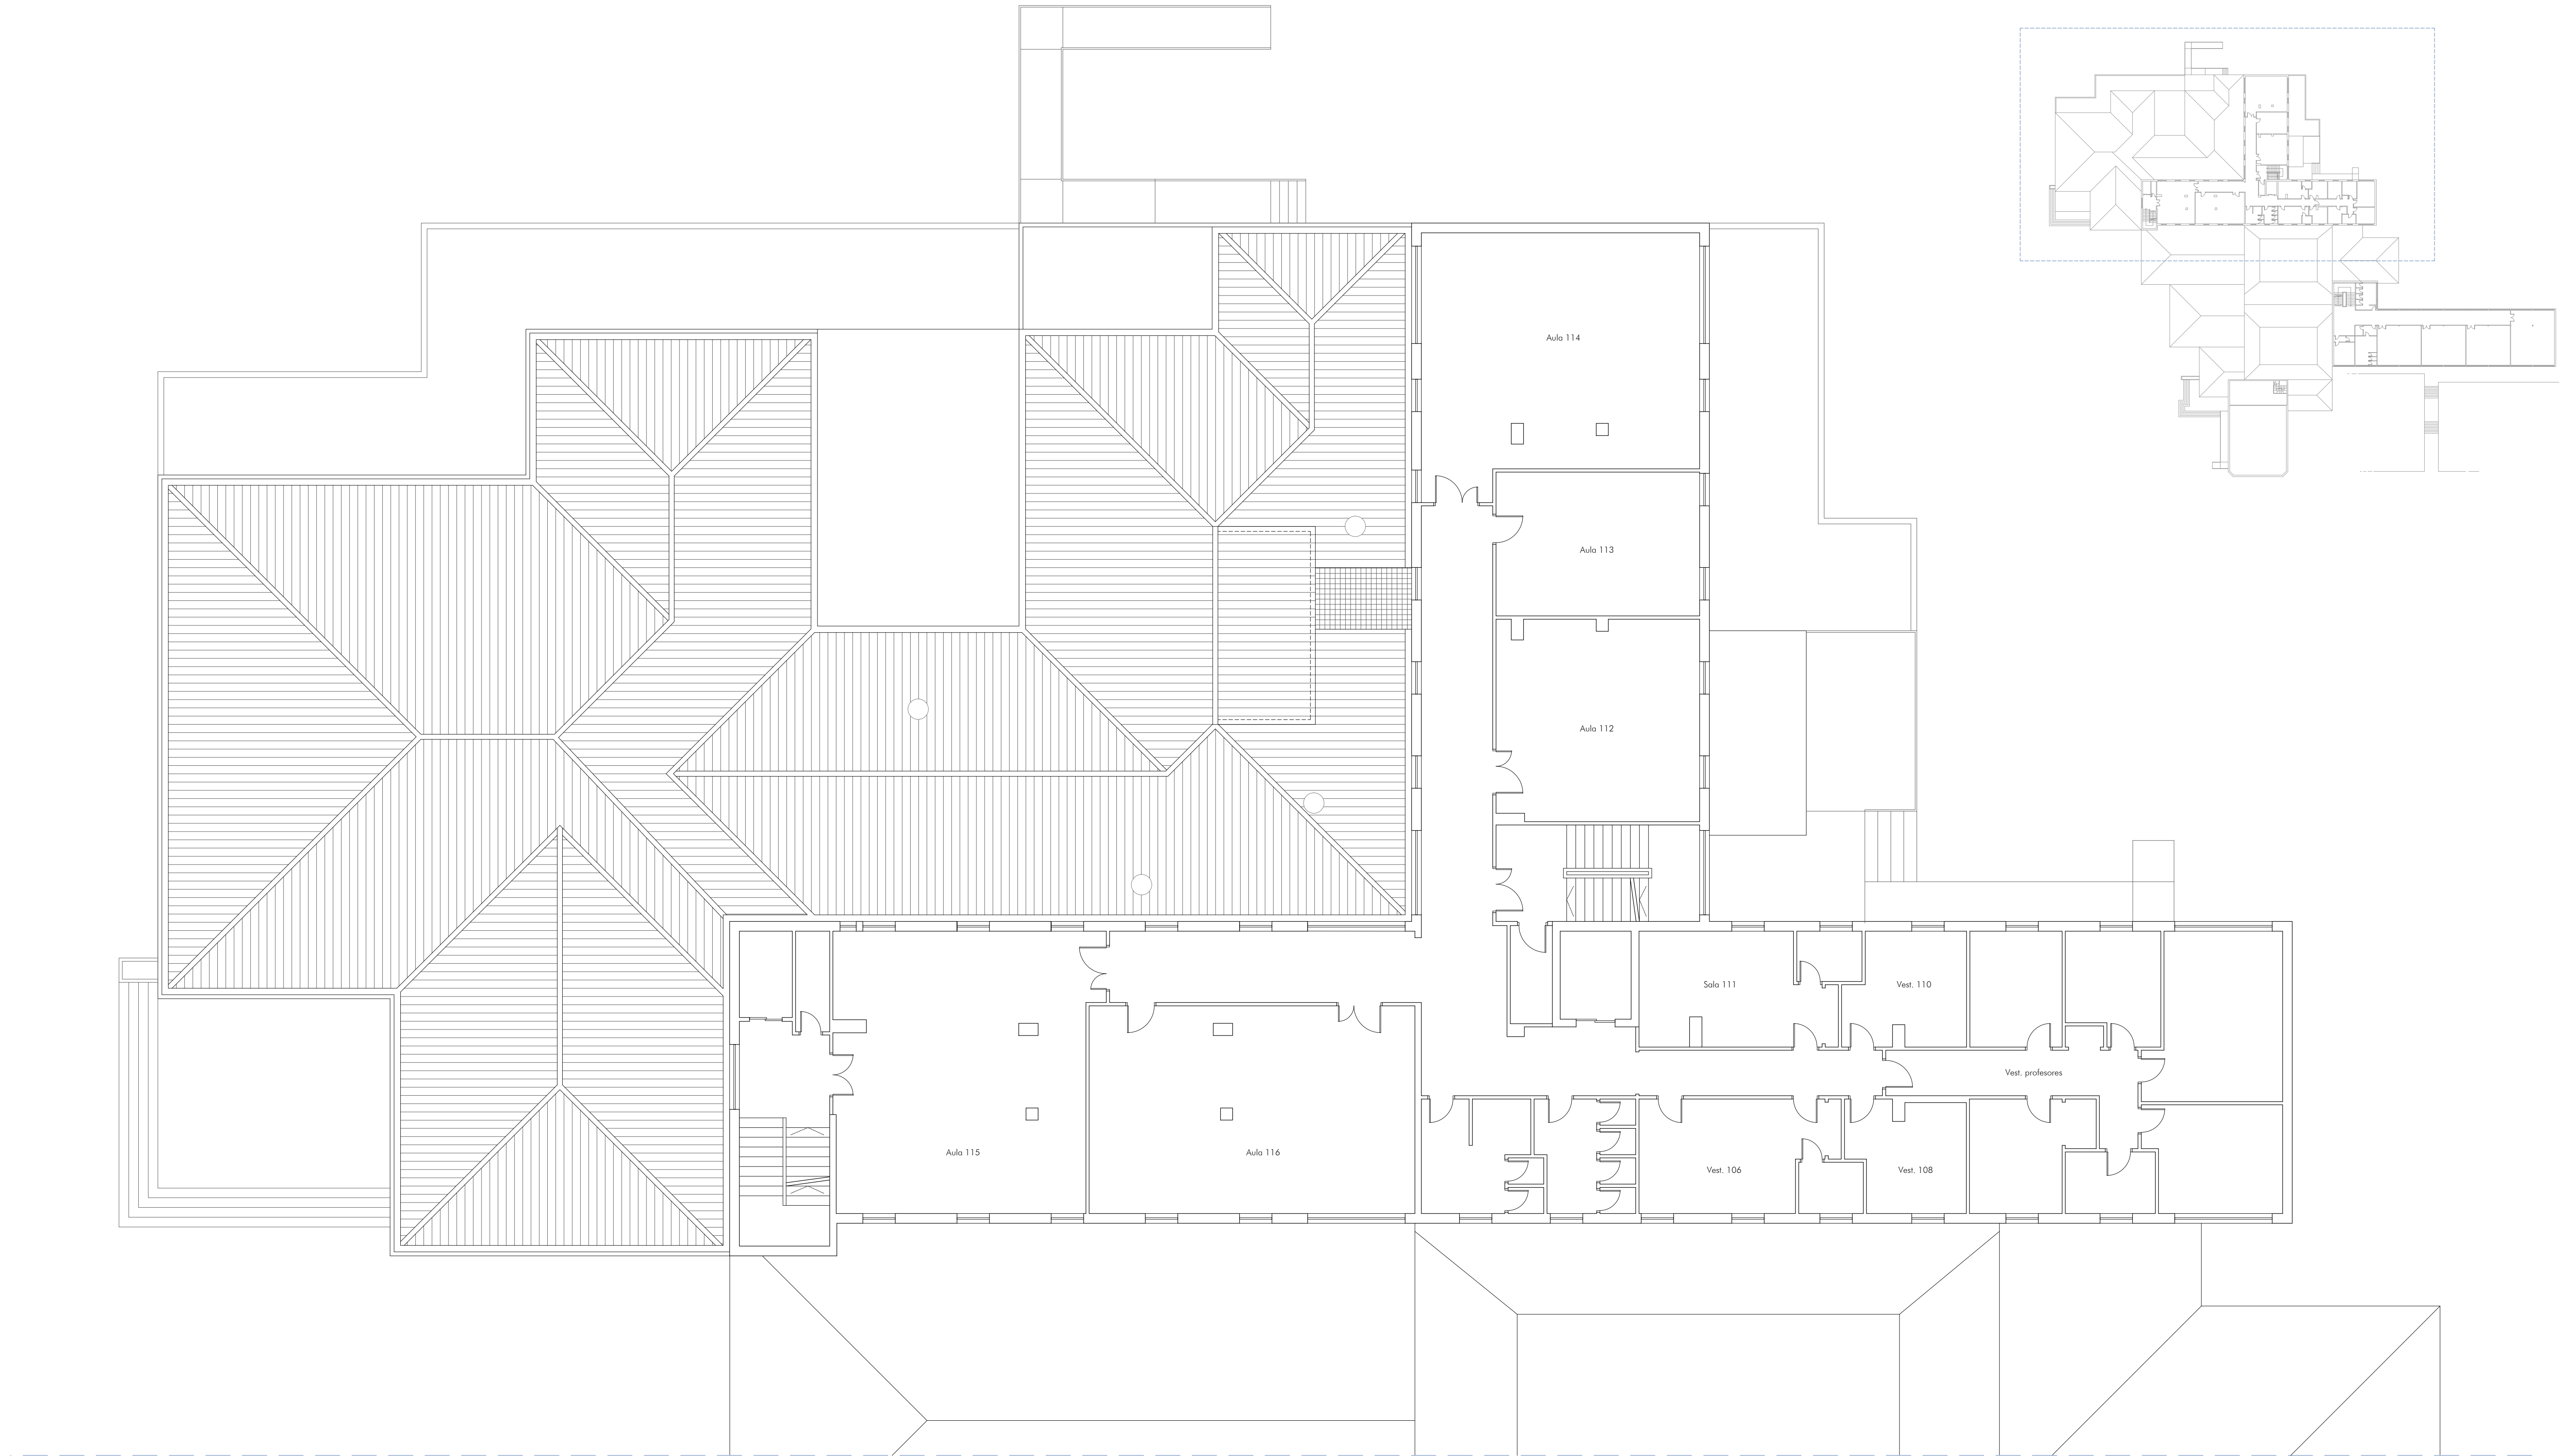 Aula 114
Aula 113
Aula 112
Sala 111
Vest. 110
Vest. profesores
Aula 115
Aula 116
Vest. 106
Vest. 108